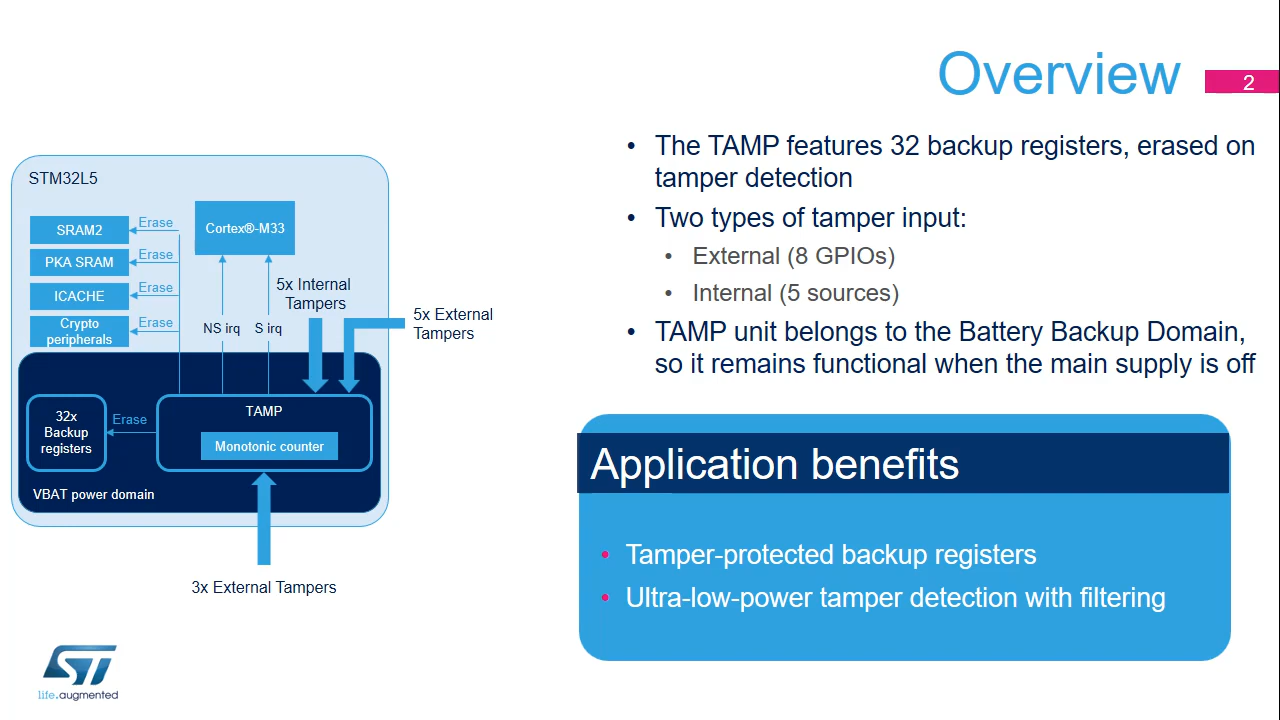 Overview
2
• The TAMP features 32 backup registers, erased on
tamper detection
• Two types of tamper input:
• External (8 GPIOs)
• Internal (5 sources)
• TAMP unit belongs to the Battery Backup Domain,
so it remains functional when the main supply is off
STM32L5
SRAM2
Erase
Cortex®-M33
PKA SRAM
Erase
ICACHE
Erase
Crypto
peripherals
Erase
NS irq
S irq
5x Internal
Tampers
5x External
Tampers
32x
Backup
registers
Erase
TAMP
Monotonic counter
VBAT power domain
3x External Tampers
Application benefits
• Tamper-protected backup registers
• Ultra-low-power tamper detection with filtering
ST
life.augmented